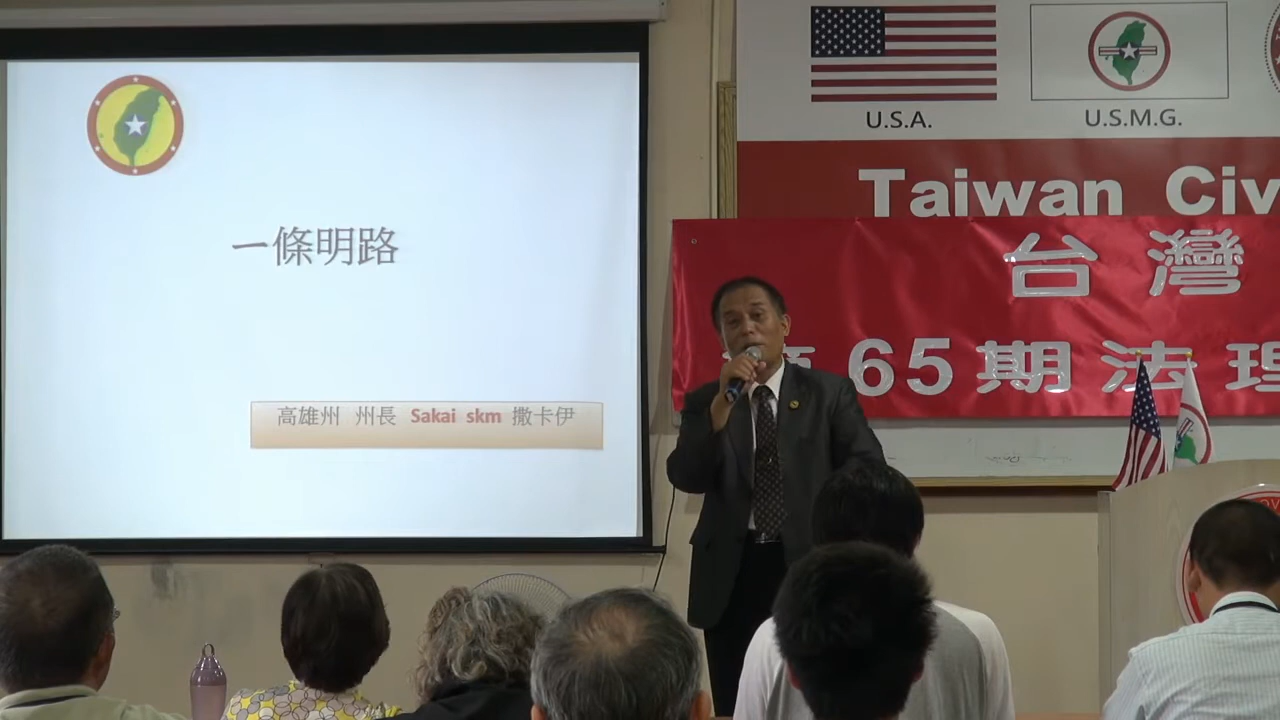 一條明路
高雄州 州長 Sakai skm 撒卡伊
U.S.A.
U.S.M.G.
Taiwan Civ
台灣
65期法理